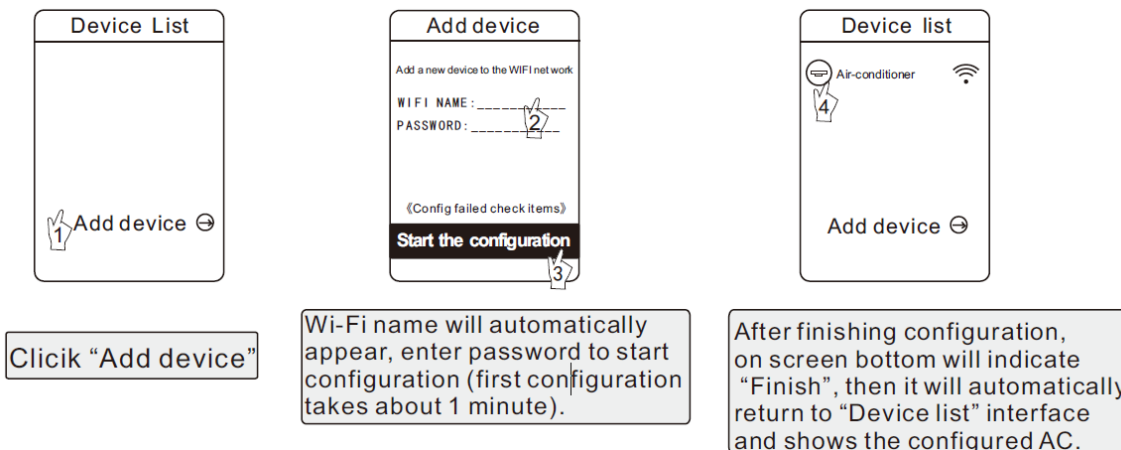 Device List
1
Add device
Add device
Add a new device to the WIFI network
WIFI NAME:___________
2
PASSWORD:___________
《Config failed check items》
Start the configuration
3
Device list
Air-conditioner
4
Add device
Clicik “Add device”
Wi-Fi name will automatically
appear, enter password to start
configuration (first configuration
takes about 1 minute).
After finishing configuration,
on screen bottom will indicate
“Finish”, then it will automatically
return to “Device list” interface
and shows the configured AC.